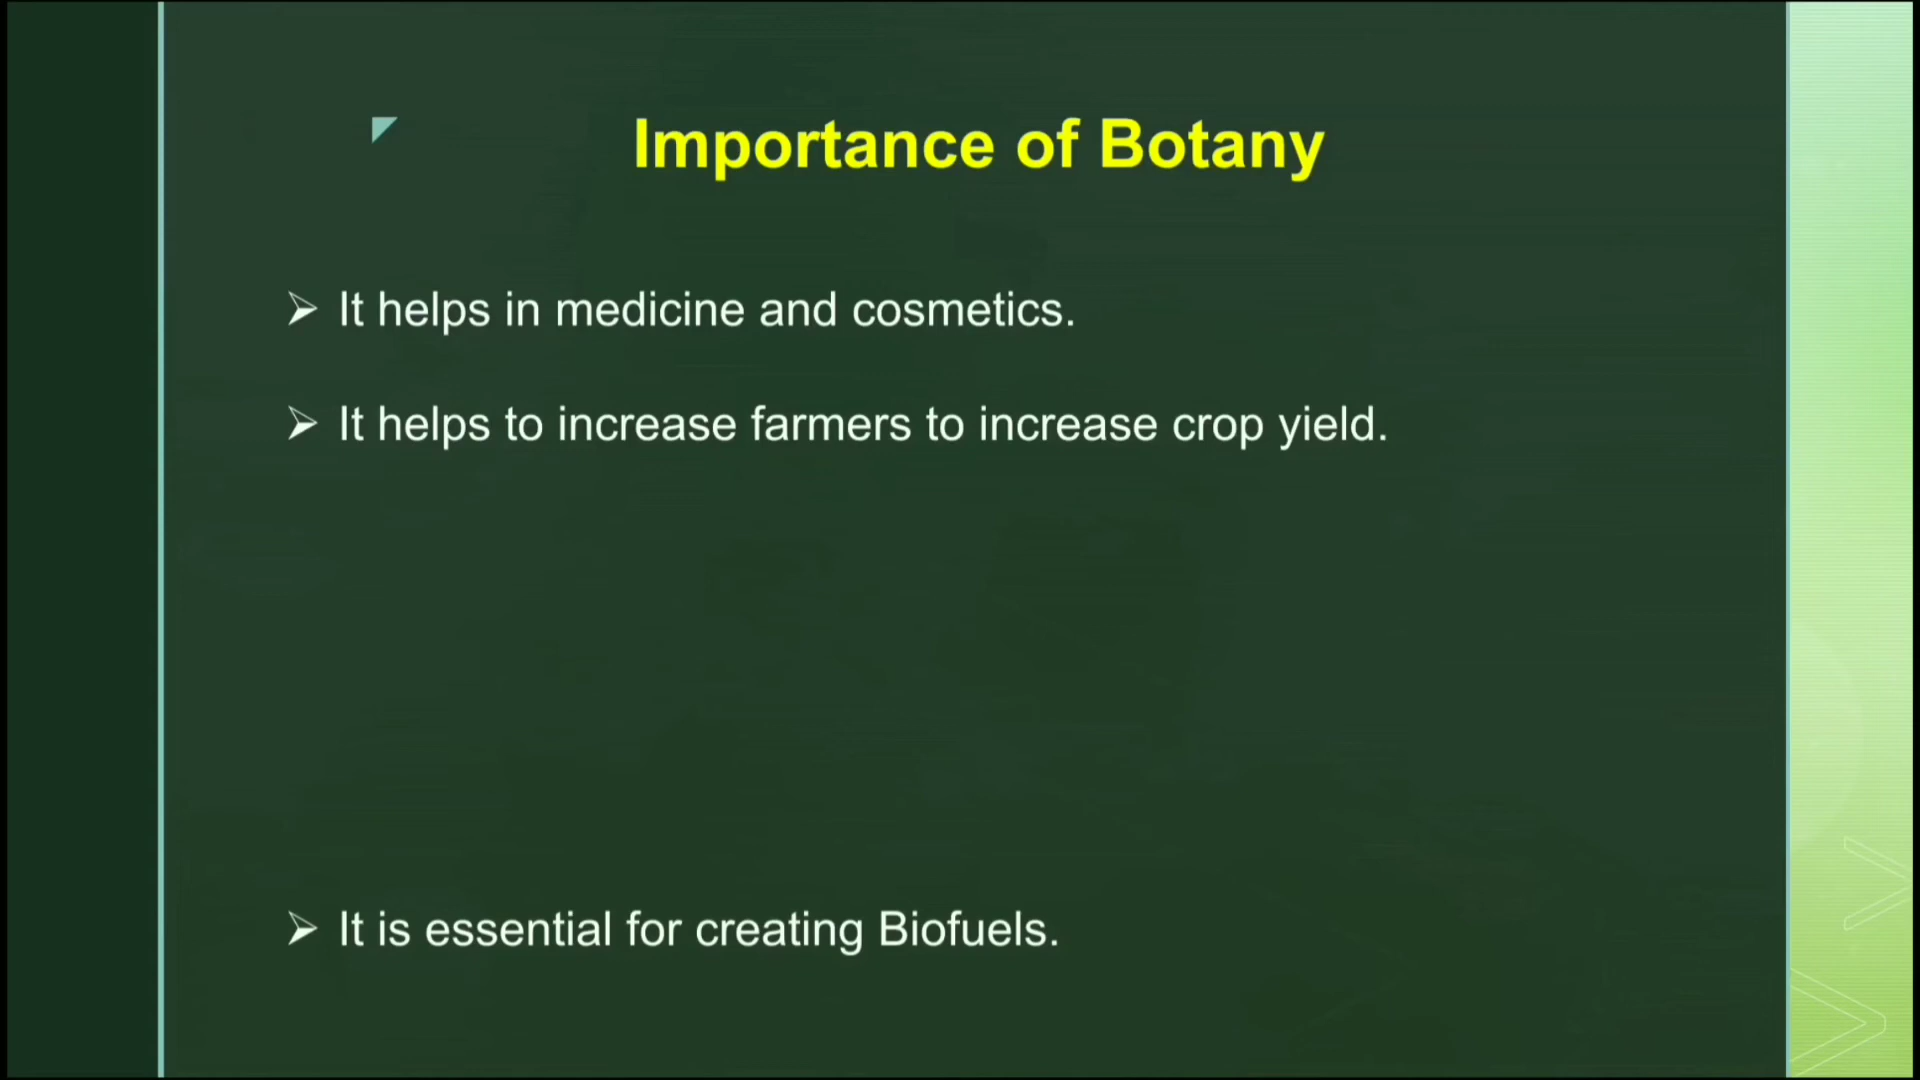 Importance of Botany
It helps in medicine and cosmetics.
It helps to increase farmers to increase crop yield.
It is essential for creating Biofuels.